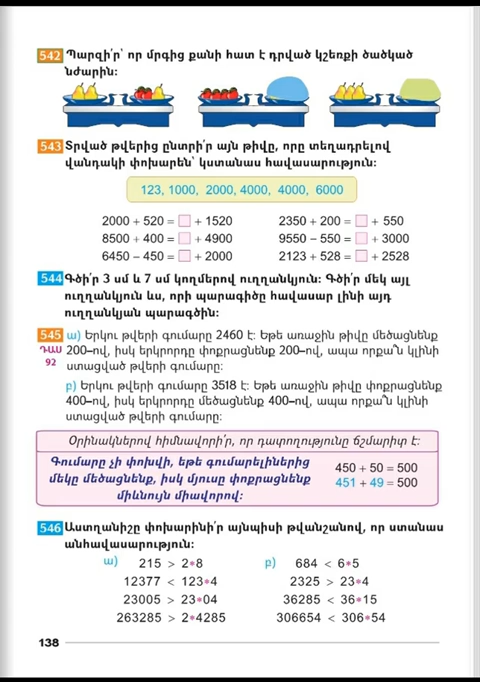 542 Պարզի՛ր՝ որ մրգից քանի հատ է դրված կշեռքի ծածկած
նժարին:
543 Տրված թվերից ընտրի՛ր այն թիվը, որը տեղադրելով
վանդակի փոխարեն՝ կստանաս հավասարություն:
123, 1000, 2000, 4000, 4000, 6000
2000 + 520 = □ + 1520
2350 + 200 = □ + 550
8500 + 400 = □ + 4900
9550 – 550 = □ + 3000
6450 – 450 = □ + 2000
2123 + 528 = □ + 2528
544 Գծի՛ր 3 սմ և 7 սմ կողմերով ուղղանկյուն: Գծի՛ր մեկ այլ
ուղղանկյուն ևս, որի պարագիծը հավասար լինի այդ
ուղղանկյան պարագծին:
545 ա) Երկու թվերի գումարը 2460 է: Եթե առաջին թիվը մեծացնենք
ԴԱՍ 92
200–ով, իսկ երկրորդը փոքրացնենք 200–ով, ապա որքա՞ն կլինի
ստացված թվերի գումարը:
բ) Երկու թվերի գումարը 3518 է: Եթե առաջին թիվը փոքրացնենք
400–ով, իսկ երկրորդը մեծացնենք 400–ով, ապա որքա՞ն կլինի
ստացված թվերի գումարը:
Օրինակներով հիմնավորի՛ր, որ դատողությունը ճշմարիտ է:
Գումարը չի փոխվի, եթե գումարելիներից
մեկը մեծացնենք, իսկ մյուսը փոքրացնենք
միևնույն միավորով:
450 + 50 = 500
451 + 49 = 500
546 Աստղանիշը փոխարինի՛ր այնպիսի թվանշանով, որ ստանաս
անհավասարություն:
ա) 215 > 2*8
բ) 684 < 6*5
12377 < 123*4
2325 > 23*4
23005 > 23*04
36285 < 36*15
263285 > 2*4285
306654 < 306*54
138